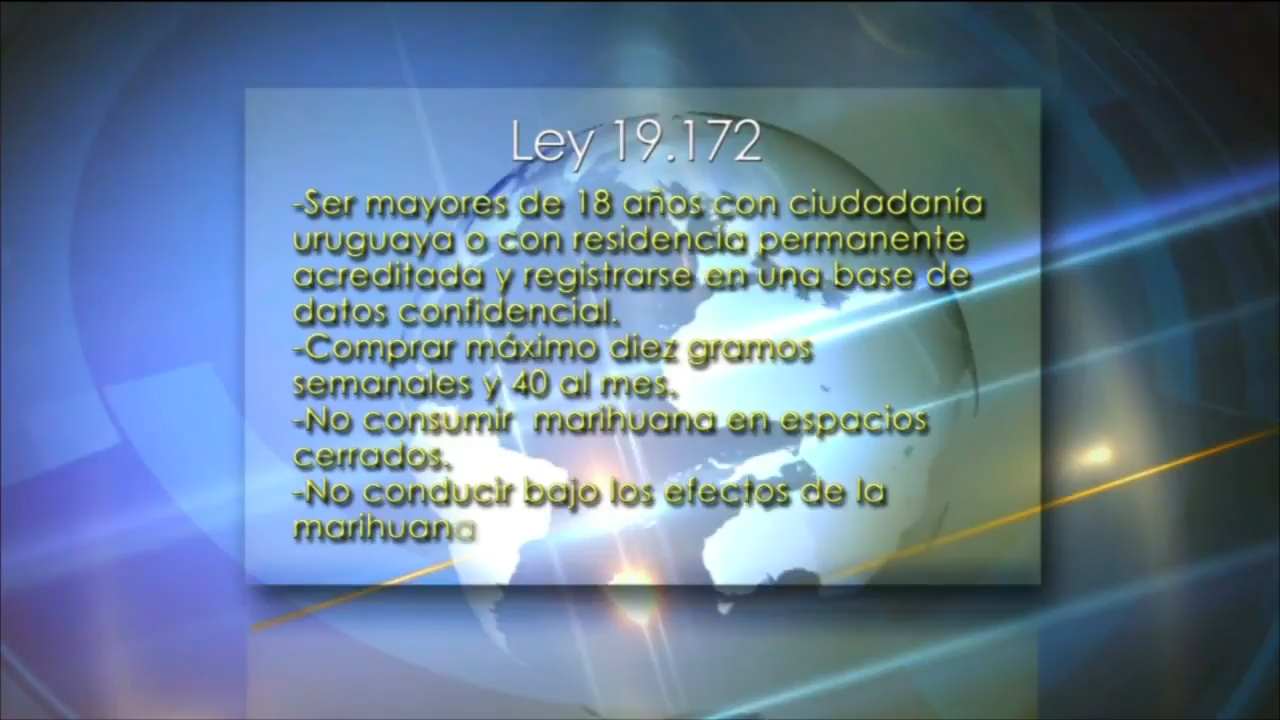 Ley 19.172
-Ser mayores de 18 años con ciudadanía
uruguaya o con residencia permanente
acreditada y registrarse en una base de
datos confidencial.
-Comprar máximo diez gramos
semanales y 40 al mes.
-No consumir  marihuana en espacios
cerrados.
-No conducir bajo los efectos de la
marihuana